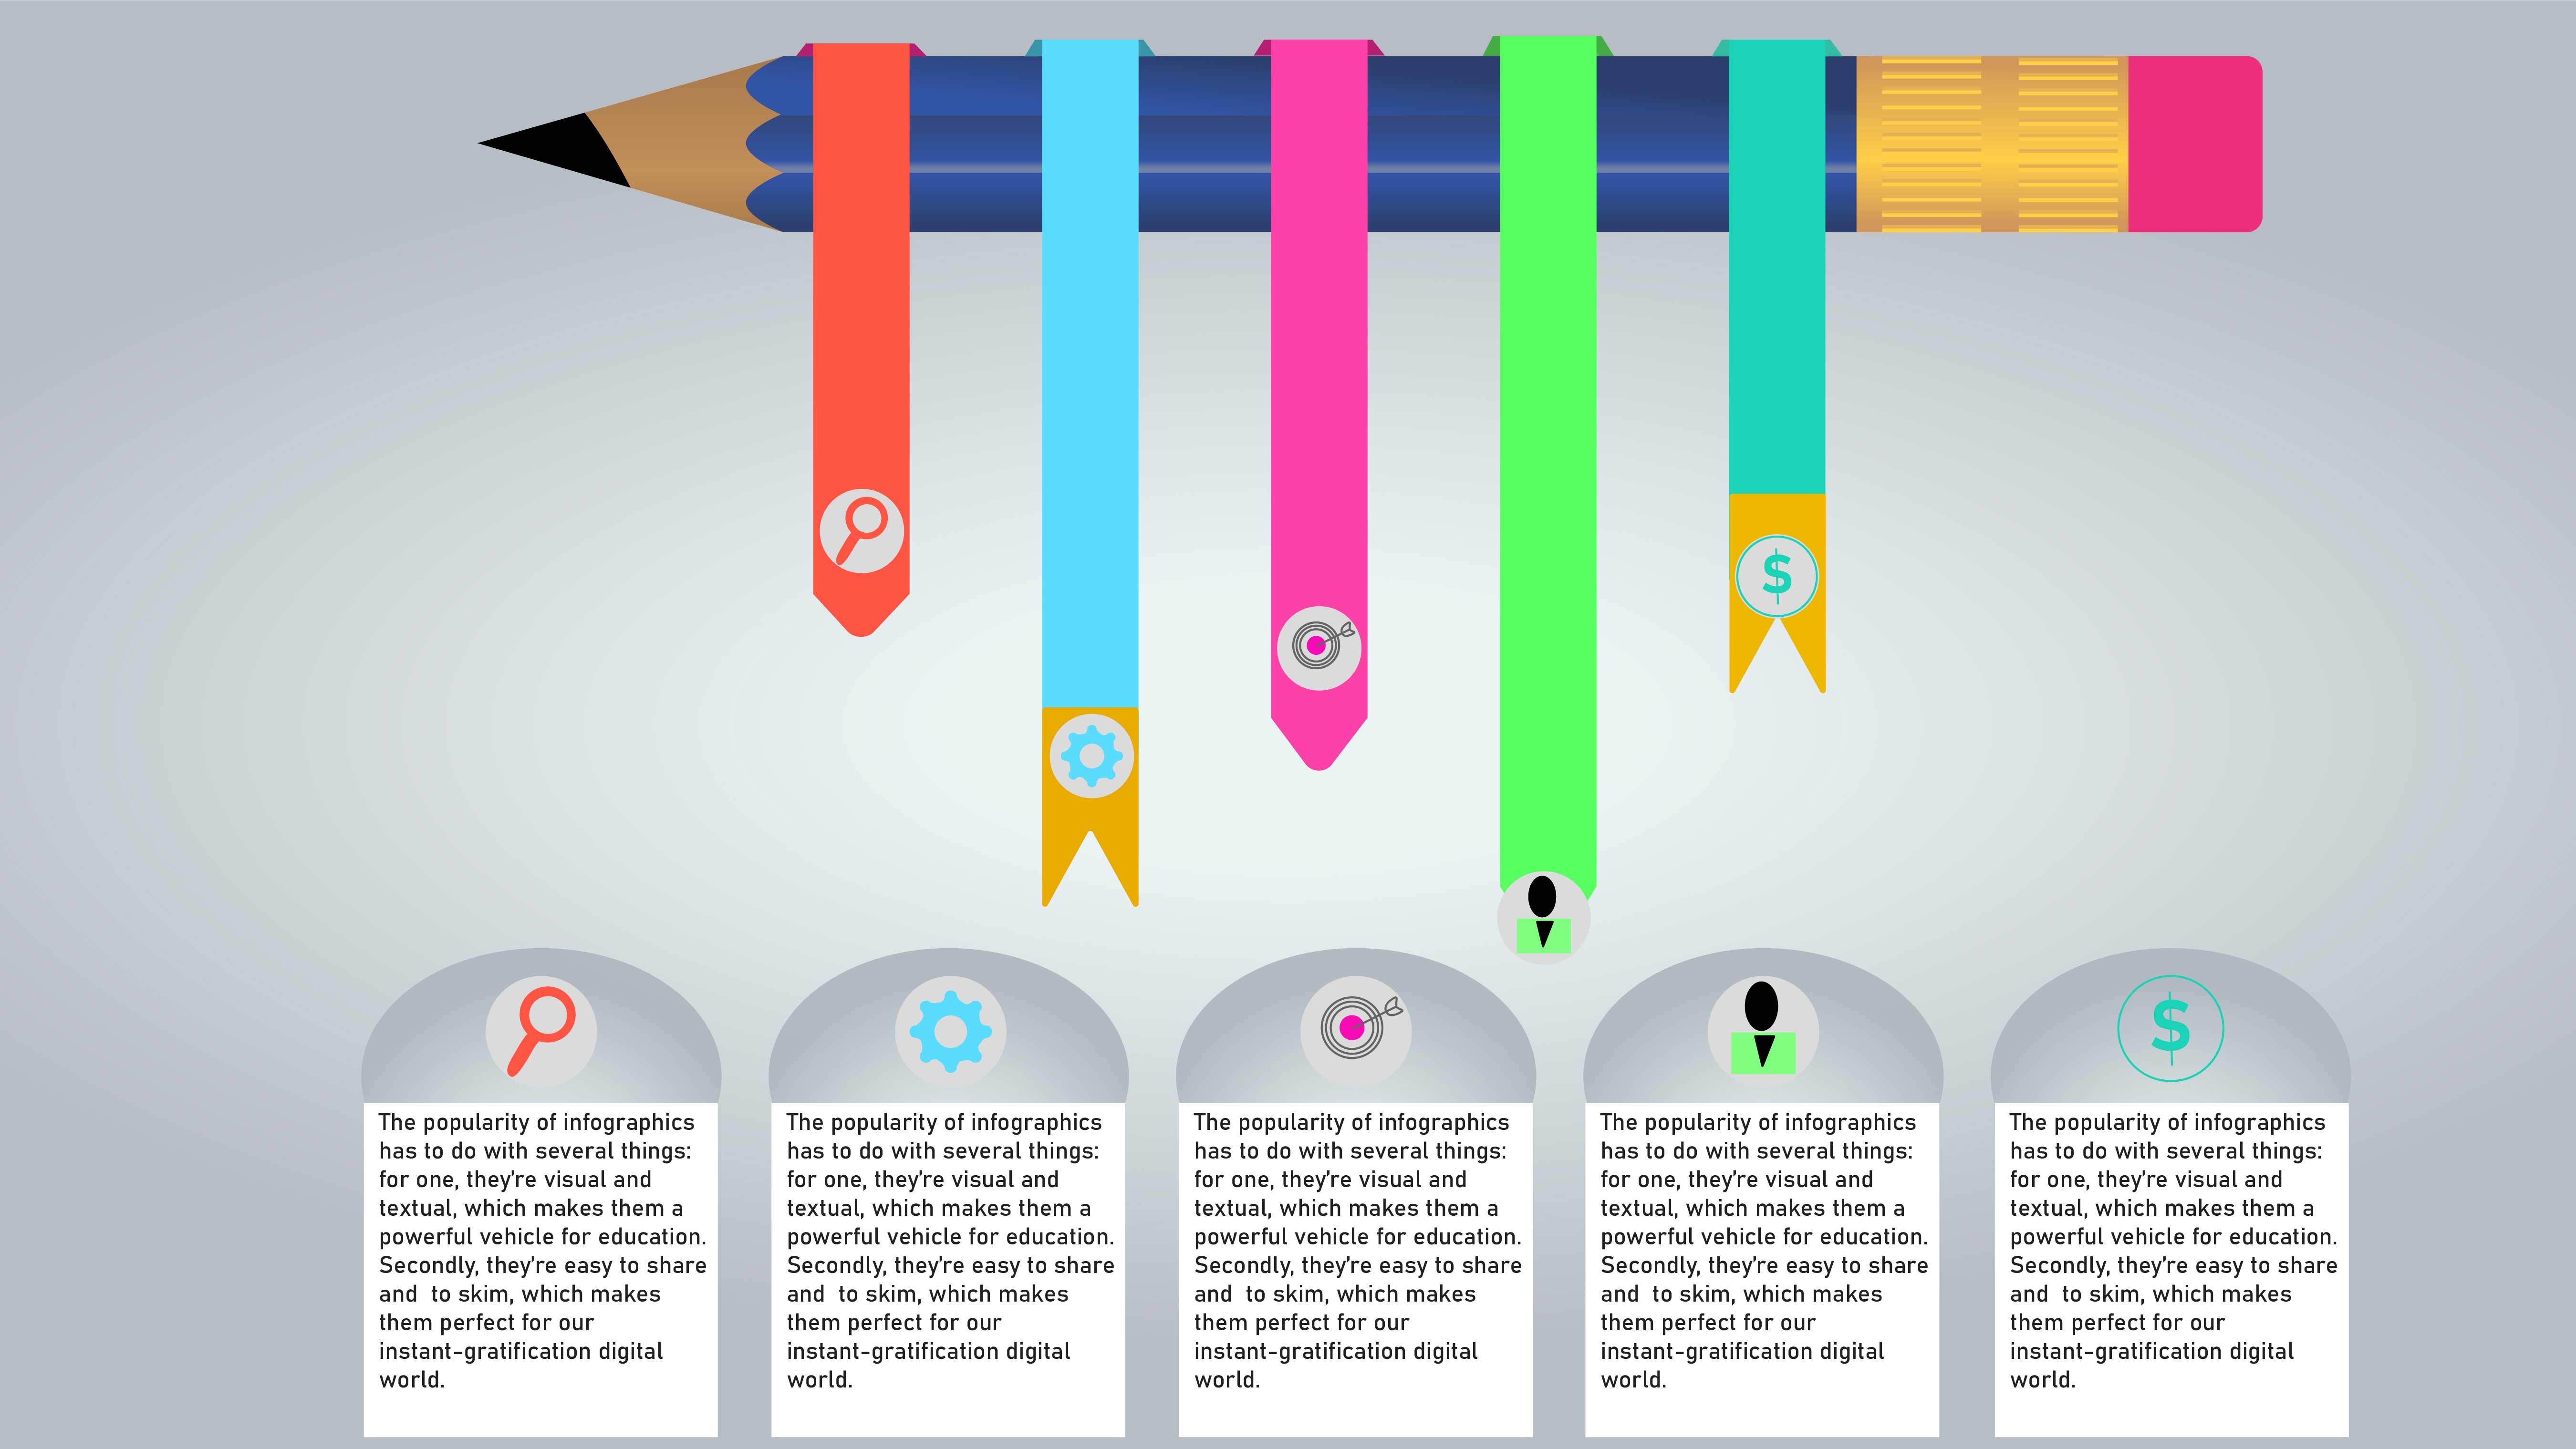 The popularity of infographics
has to do with several things:
for one, they’re visual and
textual, which makes them a
powerful vehicle for education.
Secondly, they’re easy to share
and  to skim, which makes
them perfect for our
instant-gratification digital
world.
The popularity of infographics
has to do with several things:
for one, they’re visual and
textual, which makes them a
powerful vehicle for education.
Secondly, they’re easy to share
and  to skim, which makes
them perfect for our
instant-gratification digital
world.
The popularity of infographics
has to do with several things:
for one, they’re visual and
textual, which makes them a
powerful vehicle for education.
Secondly, they’re easy to share
and  to skim, which makes
them perfect for our
instant-gratification digital
world.
The popularity of infographics
has to do with several things:
for one, they’re visual and
textual, which makes them a
powerful vehicle for education.
Secondly, they’re easy to share
and  to skim, which makes
them perfect for our
instant-gratification digital
world.
The popularity of infographics
has to do with several things:
for one, they’re visual and
textual, which makes them a
powerful vehicle for education.
Secondly, they’re easy to share
and  to skim, which makes
them perfect for our
instant-gratification digital
world.